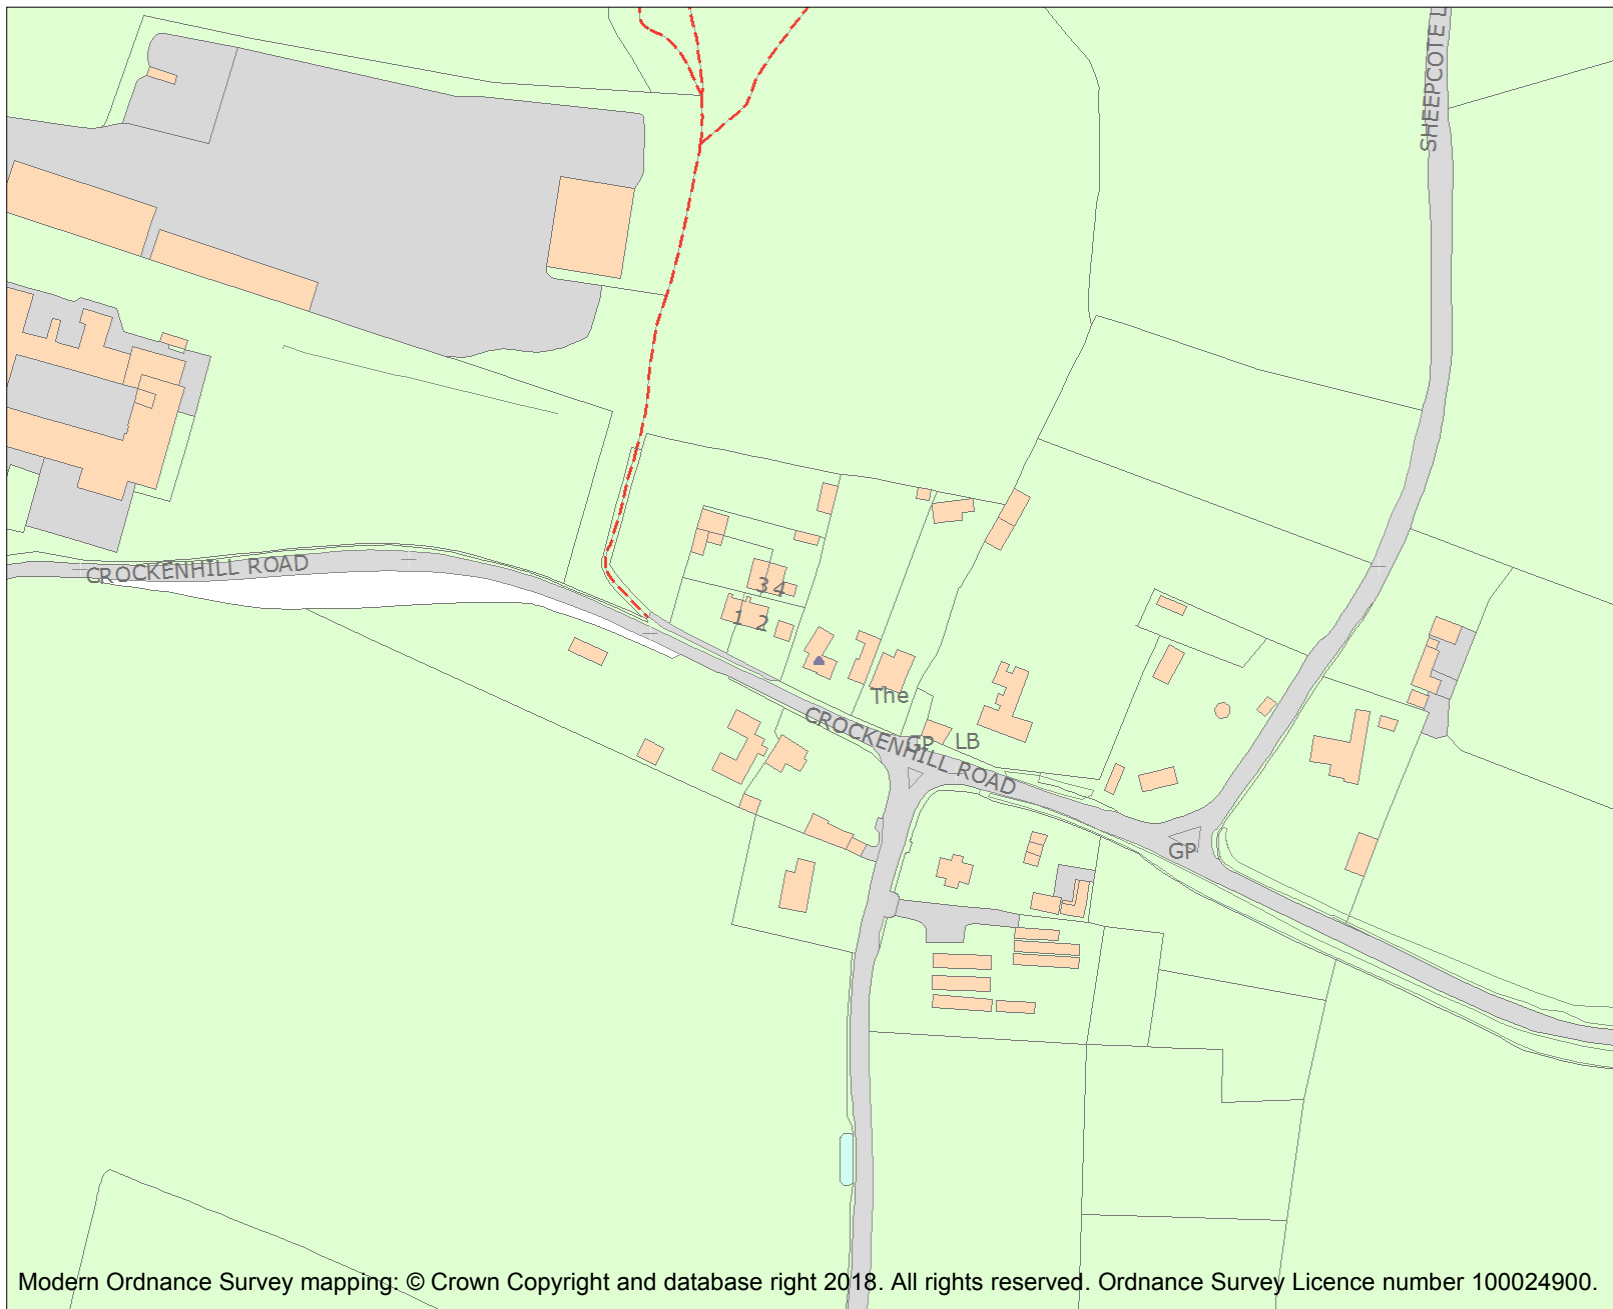 SHEEPCOTE L
CROCKENHILL ROAD
3 4
1 2
The
CROCKENHILL ROAD
GP
LB
GP
Modern Ordnance Survey mapping: © Crown Copyright and database right 2018. All rights reserved. Ordnance Survey Licence number 100024900.